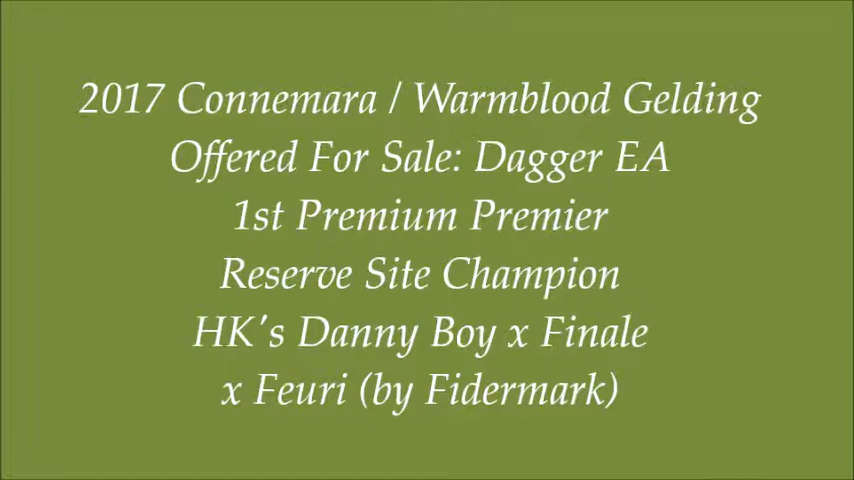 2017 Connemara / Warmblood Gelding
Offered For Sale: Dagger EA
1st Premium Premier
Reserve Site Champion
HK's Danny Boy x Finale
x Feuri (by Fidermark)